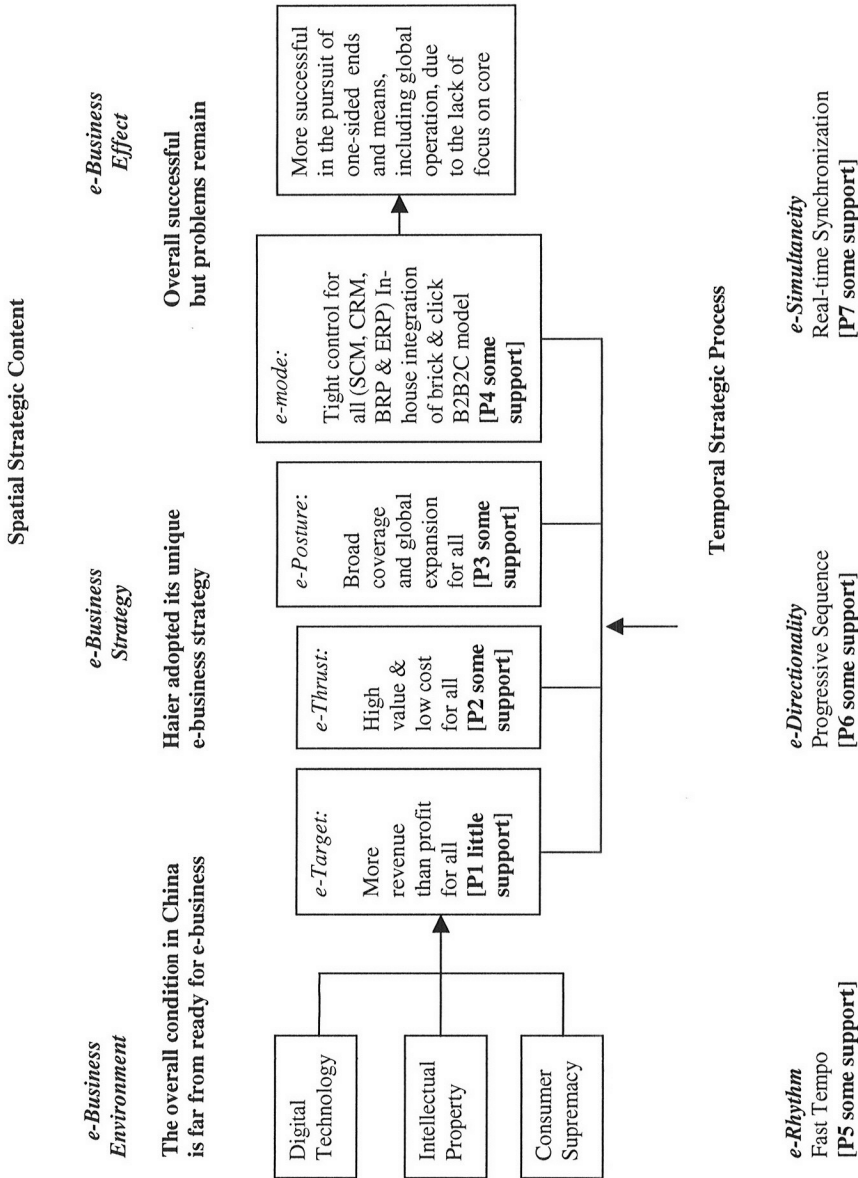 Spatial Strategic Content
e-Business
Environment
e-Business
Strategy
e-Business
Effect
The overall condition in China
is far from ready for e-business
Haier adopted its unique
e-business strategy
Overall successful
but problems remain
Digital
Technology
Intellectual
Property
Consumer
Supremacy
e-Target:
More
revenue
than profit
for all
[P1 little
support]
e-Thrust:
High
value &
low cost
for all
[P2 some
support]
e-Posture:
Broad
coverage
and global
expansion
for all
[P3 some
support]
e-mode:
Tight control for
all (SCM, CRM,
BRP & ERP) In-
house integration
of brick & click
B2B2C model
[P4 some
support]
More successful
in the pursuit of
one-sided ends
and means,
including global
operation, due
to the lack of
focus on core
Temporal Strategic Process
e-Rhythm
Fast Tempo
[P5 some support]
e-Directionality
Progressive Sequence
[P6 some support]
e-Simultaneity
Real-time Synchronization
[P7 some support]